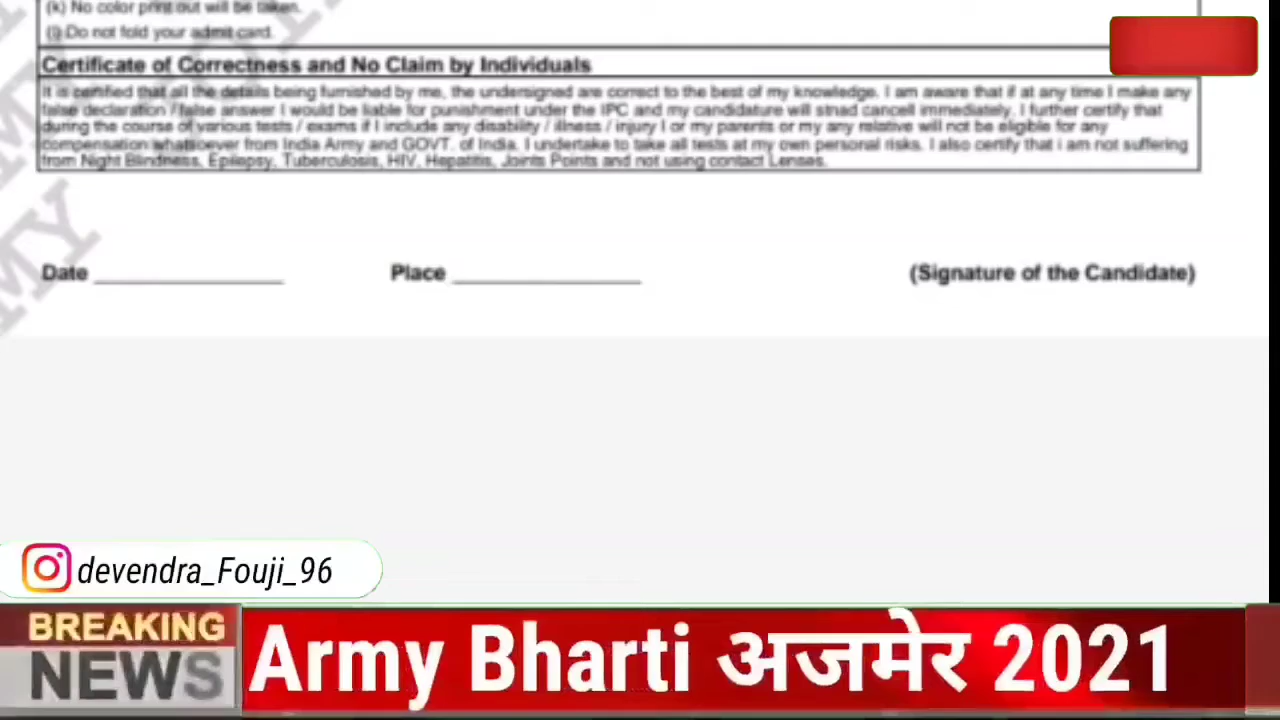 (k) No color print out will be taken.
(l) Do not fold your admit card.
Certificate of Correctness and No Claim by Individuals
It is certified that all the details being furnished by me, the undersigned are correct to the best of my knowledge. I am aware that if at any time I make any
false declaration / false answer I would be liable for punishment under the IPC and my candidature will stnad cancell immediately. I further certify that
during the course of various tests / exams if I include any disability / illness / injury I or my parents or my any relative will not be eligible for any
compensation whatsoever from India Army and GOVT. of India. I undertake to take all tests at my own personal risks. I also certify that i am not suffering
from Night Blindness, Epilepsy, Tuberculosis, HIV, Hepatitis, Joints Points and not using contact Lenses.
MY
Date Place (Signature of the Candidate)
devendra_Fouji_96
BREAKING
NEWS
Army Bharti अजमेर 2021